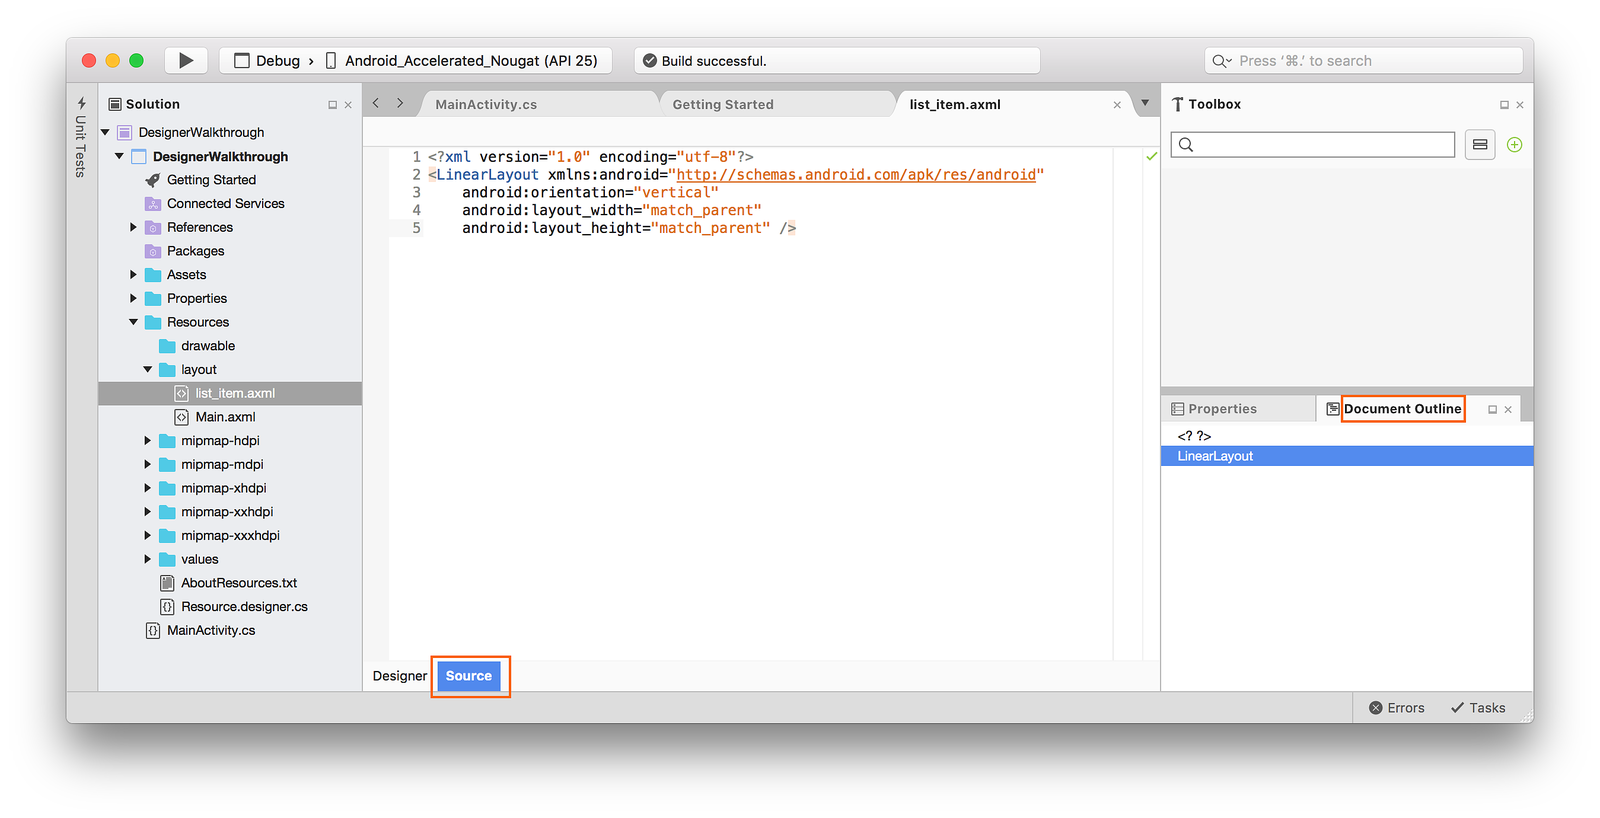 Debug › Android_Accelerated_Nougat (API 25)
Build successful.
Press ‘⌘.’ to search
Unit Tests
Solution
DesignerWalkthrough
DesignerWalkthrough
Getting Started
Connected Services
References
Packages
Assets
Properties
Resources
drawable
layout
list_item.axml
Main.axml
mipmap-hdpi
mipmap-mdpi
mipmap-xhdpi
mipmap-xxhdpi
mipmap-xxxhdpi
values
AboutResources.txt
Resource.designer.cs
MainActivity.cs
MainActivity.cs
Getting Started
list_item.axml
1 <?xml version="1.0" encoding="utf-8"?>
2 <LinearLayout xmlns:android="http://schemas.android.com/apk/res/android"
3 android:orientation="vertical"
4 android:layout_width="match_parent"
5 android:layout_height="match_parent" />
Designer
Source
Toolbox
Properties
Document Outline
<? ?>
LinearLayout
Errors
Tasks